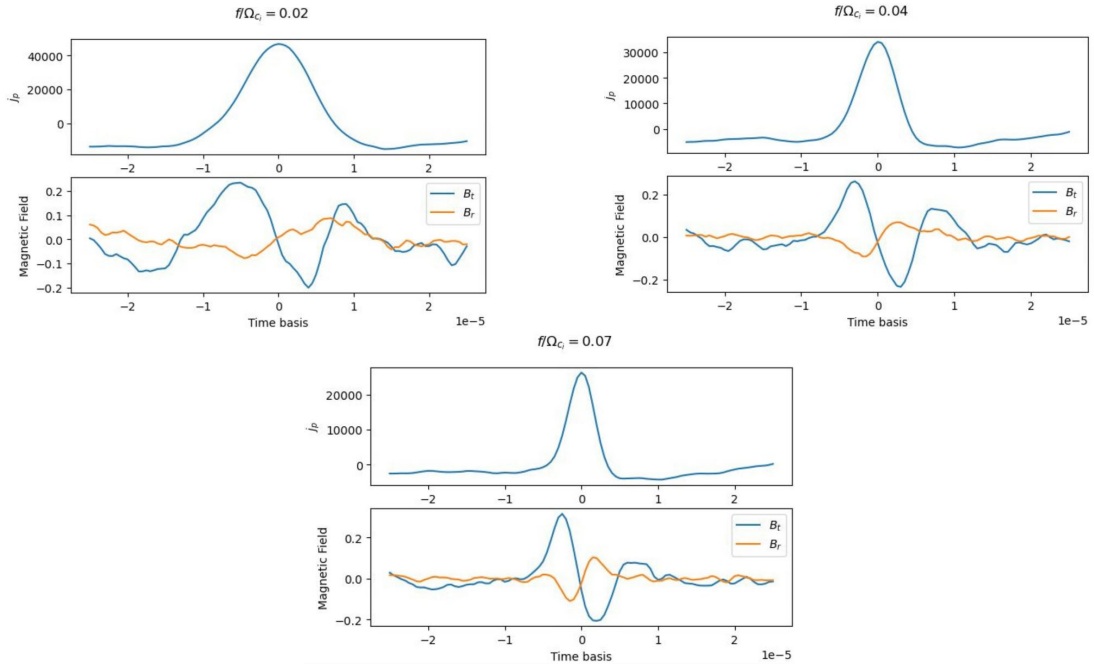 f/Ω_{c_i} = 0.02
40000
20000
0
j_p
−2 −1 0 1 2
0.2
0.1
0.0
−0.1
−0.2
Magnetic Field
B_t
B_r
−2 −1 0 1 2
Time basis
1e−5
f/Ω_{c_i} = 0.04
30000
20000
10000
0
j_p
−2 −1 0 1 2
0.2
0.0
−0.2
Magnetic Field
B_t
B_r
−2 −1 0 1 2
Time basis
1e−5
f/Ω_{c_i} = 0.07
20000
10000
0
j_p
−2 −1 0 1 2
0.2
0.0
−0.2
Magnetic Field
B_t
B_r
−2 −1 0 1 2
Time basis
1e−5